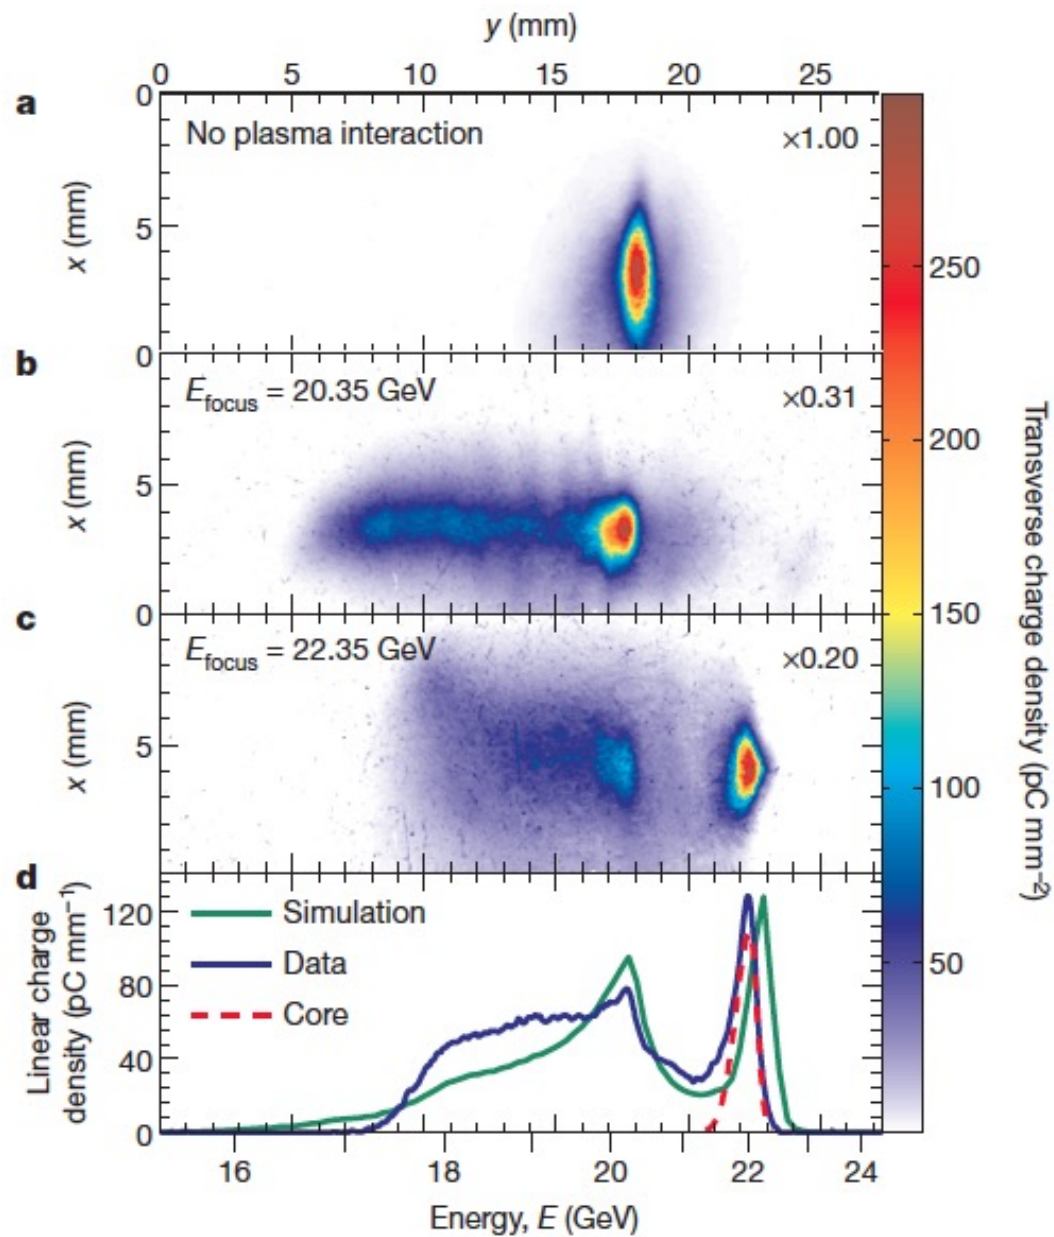 y (mm)
0 5 10 15 20 25
a
0
No plasma interaction
×1.00
x (mm)
5
0
b
E_focus = 20.35 GeV
×0.31
x (mm)
5
0
c
E_focus = 22.35 GeV
×0.20
x (mm)
5
d
Linear charge
density (pC mm⁻¹)
120
80
40
0
Simulation
Data
Core
16 18 20 22 24
Energy, E (GeV)
250
200
150
100
50
Transverse charge density (pC mm⁻²)